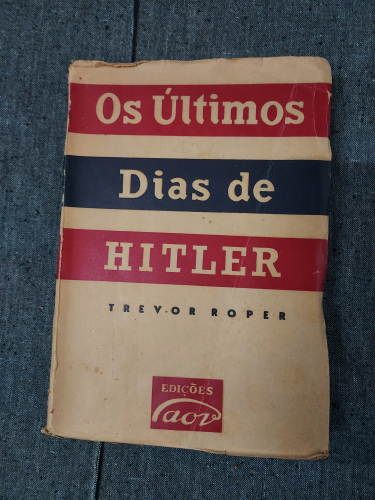 Os Últimos
Dias de
HITLER
TREVOR ROPER
EDIÇÕES
aov